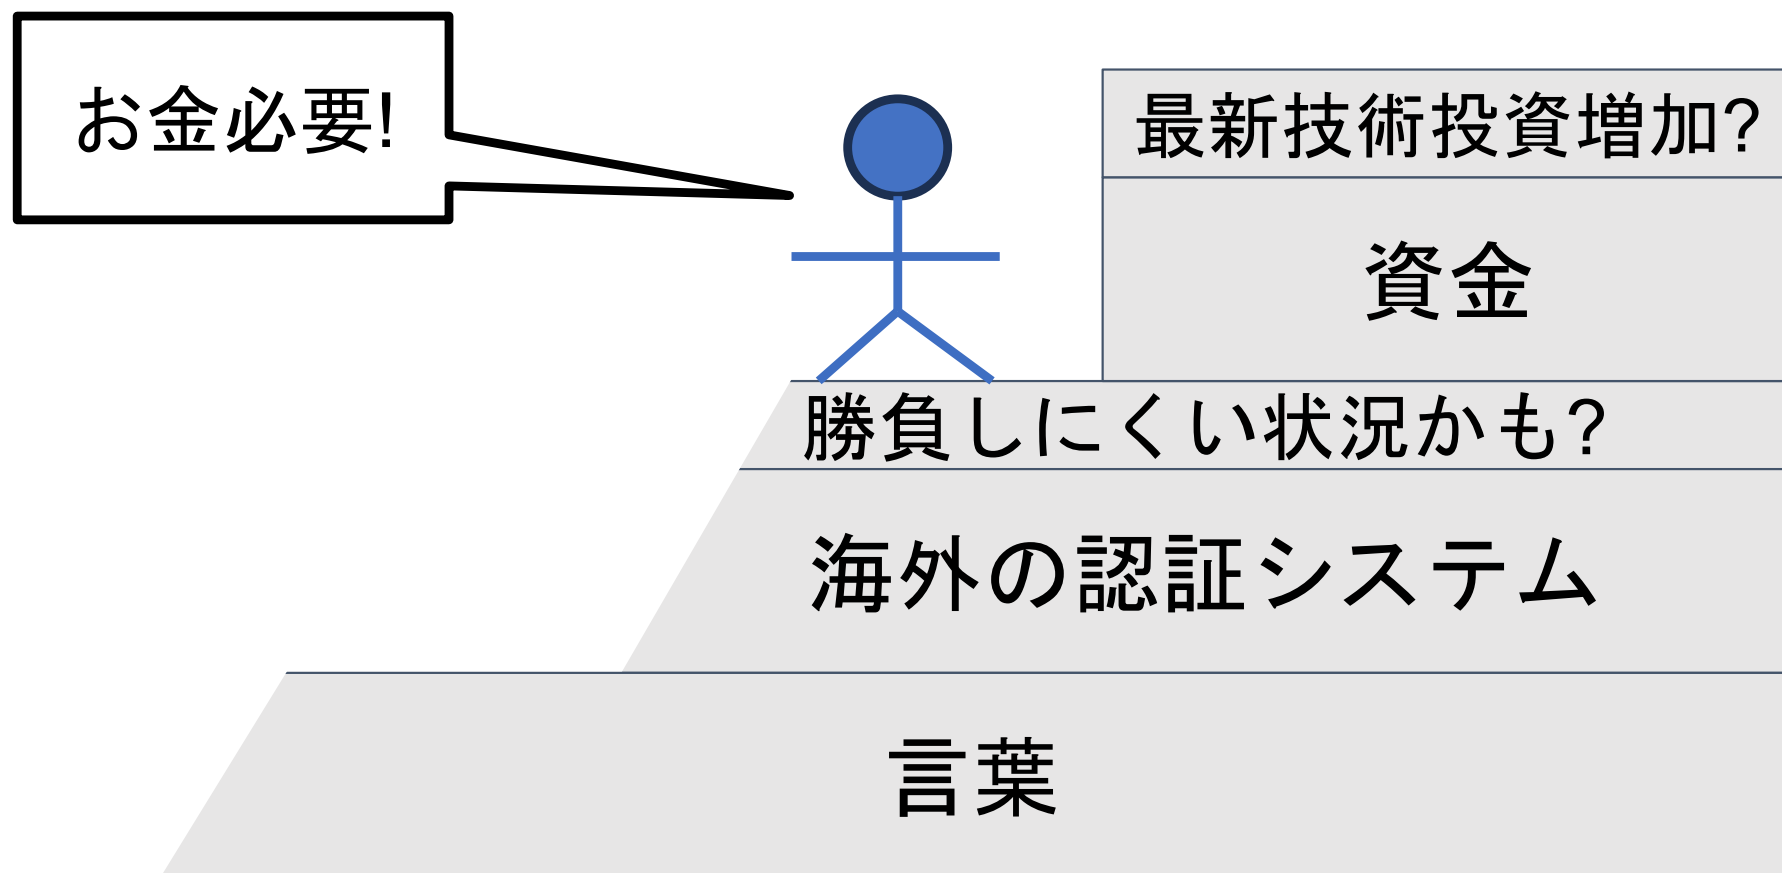 お金必要!
最新技術投資増加?
資金
勝負しにくい状況かも?
海外の認証システム
言葉